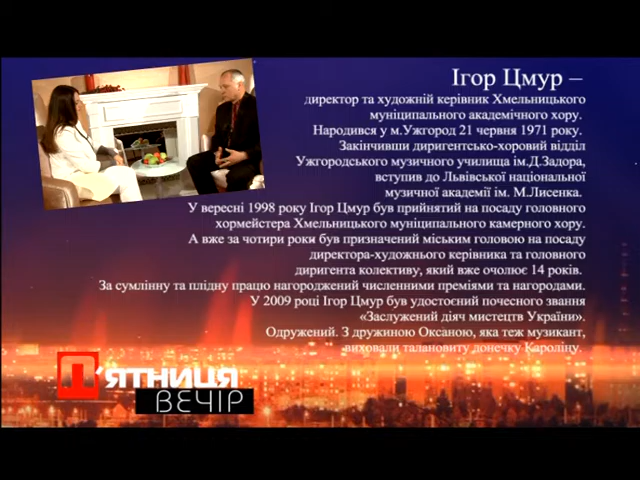 Ігор Цмур –
директор та художній керівник Хмельницького
муніципального академічного хору.
Народився у м.Ужгород 21 червня 1971 року.
Закінчивши диригентсько-хоровий відділ
Ужгородського музичного училища ім.Д.Задора,
вступив до Львівської національної
музичної академії ім. М.Лисенка.
У вересні 1998 року Ігор Цмур був прийнятий на посаду головного
хормейстера Хмельницького муніципального камерного хору.
А вже за чотири роки був призначений міським головою на посаду
директора-художнього керівника та головного
диригента колективу, який вже очолює 14 років.
За сумлінну та плідну працю нагороджений численними преміями та нагородами.
У 2009 році Ігор Цмур був удостоєний почесного звання
«Заслужений діяч мистецтв України».
Одружений. З дружиною Оксаною, яка теж музикант,
виховали талановиту донечку Кароліну.
П'ЯТНИЦЯ
ВЕЧІР